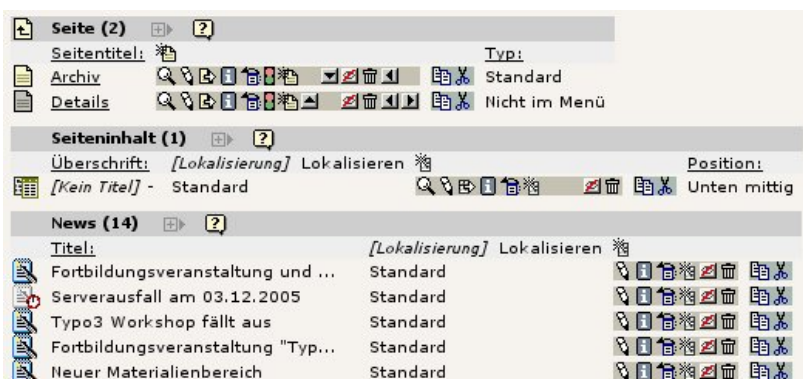 Seite (2)
Seitentitel: Typ:
Archiv Standard
Details Nicht im Menü
Seiteninhalt (1)
Überschrift: [Lokalisierung] Lokalisieren Position:
[Kein Titel] - Standard Unten mittig
News (14)
Titel: [Lokalisierung] Lokalisieren
Fortbildungsveranstaltung und ... Standard
Serverausfall am 03.12.2005 Standard
Typo3 Workshop fällt aus Standard
Fortbildungsveranstaltung "Typ... Standard
Neuer Materialienbereich Standard